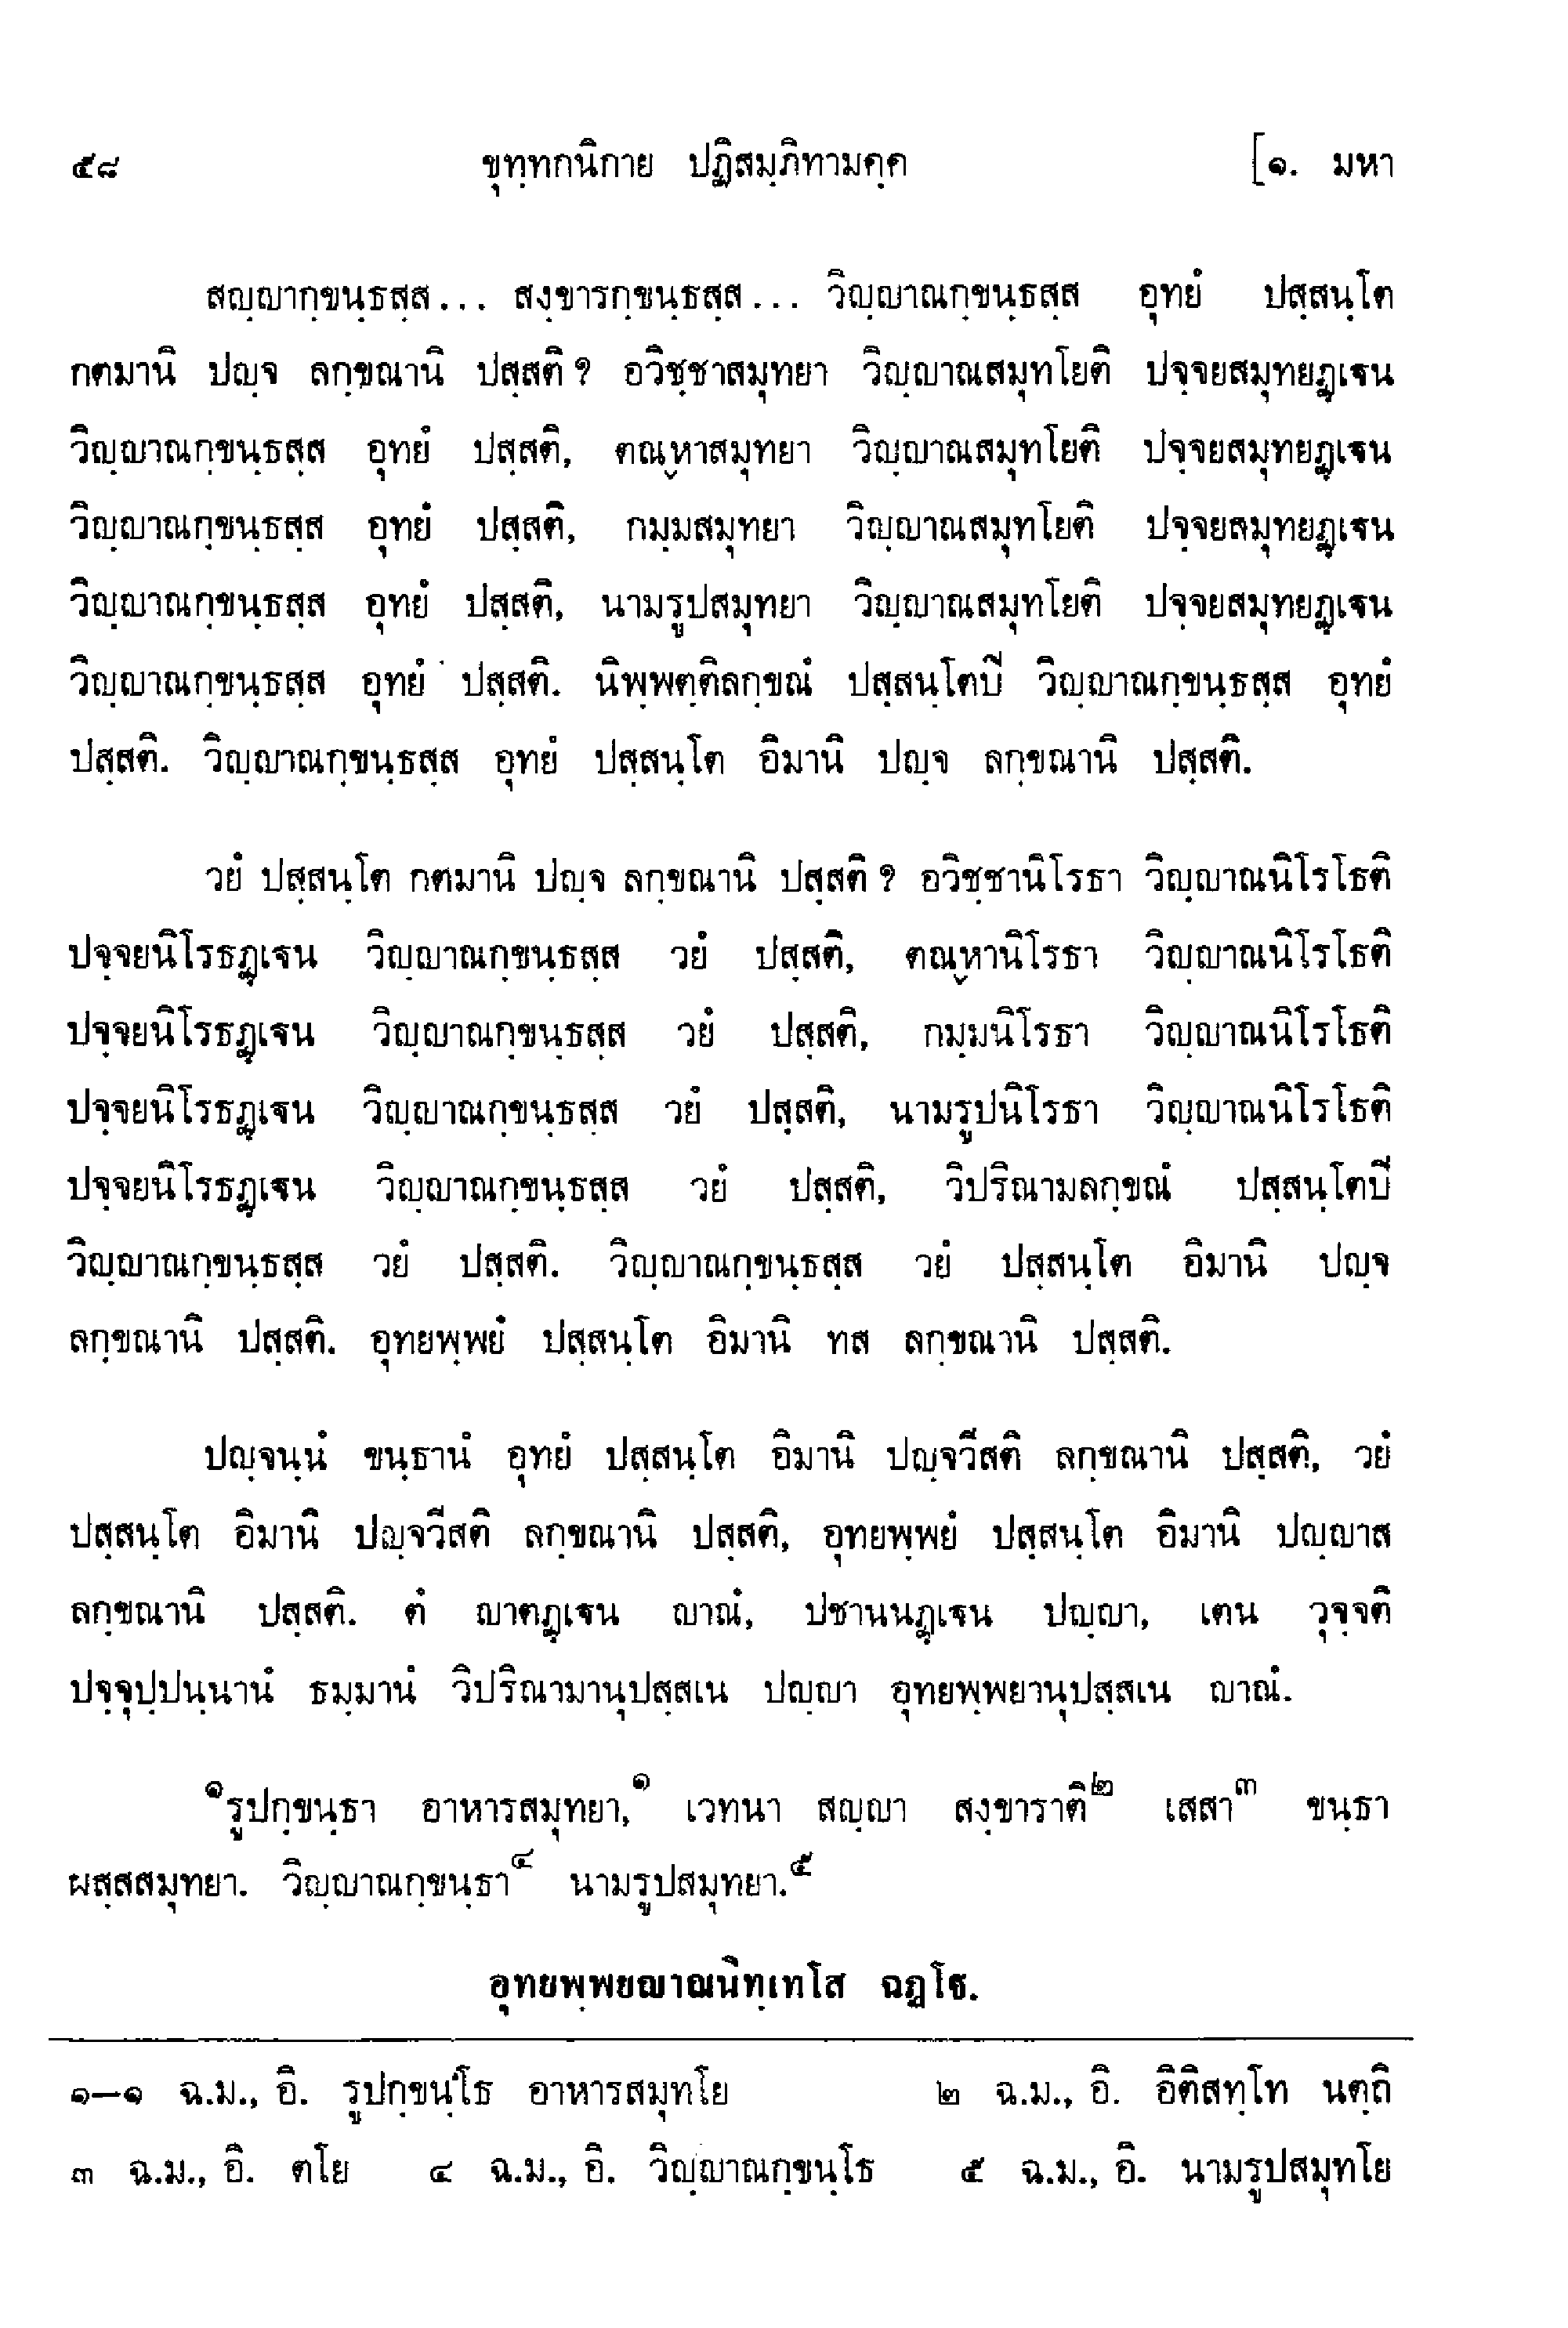 ๕๘ ขุทฺทกนิกาย ปฏิสมฺภิทามคฺค [๑. มหา
สญฺญากฺขนฺธสฺส... สงฺขารกฺขนฺธสฺส... วิญฺญาณกฺขนฺธสฺส อุทยํ ปสฺสนฺโต
กตมานิ ปญฺจ ลกฺขณานิ ปสฺสติ ? อวิชฺชาสมุทยา วิญฺญาณสมุทโยติ ปจฺจยสมุทยฏฺเฐน
วิญฺญาณกฺขนฺธสฺส อุทยํ ปสฺสติ, ตณฺหาสมุทยา วิญฺญาณสมุทโยติ ปจฺจยสมุทยฏฺเฐน
วิญฺญาณกฺขนฺธสฺส อุทยํ ปสฺสติ, กมฺมสมุทยา วิญฺญาณสมุทโยติ ปจฺจยสมุทยฏฺเฐน
วิญฺญาณกฺขนฺธสฺส อุทยํ ปสฺสติ, นามรูปสมุทยา วิญฺญาณสมุทโยติ ปจฺจยสมุทยฏฺเฐน
วิญฺญาณกฺขนฺธสฺส อุทยํ ปสฺสติ. นิพฺพตฺติลกฺขณํ ปสฺสนฺโตปิ วิญฺญาณกฺขนฺธสฺส อุทยํ
ปสฺสติ. วิญฺญาณกฺขนฺธสฺส อุทยํ ปสฺสนฺโต อิมานิ ปญฺจ ลกฺขณานิ ปสฺสติ.
วยํ ปสฺสนฺโต กตมานิ ปญฺจ ลกฺขณานิ ปสฺสติ ? อวิชฺชานิโรธา วิญฺญาณนิโรโธติ
ปจฺจยนิโรธฏฺเฐน วิญฺญาณกฺขนฺธสฺส วยํ ปสฺสติ, ตณฺหานิโรธา วิญฺญาณนิโรโธติ
ปจฺจยนิโรธฏฺเฐน วิญฺญาณกฺขนฺธสฺส วยํ ปสฺสติ, กมฺมนิโรธา วิญฺญาณนิโรโธติ
ปจฺจยนิโรธฏฺเฐน วิญฺญาณกฺขนฺธสฺส วยํ ปสฺสติ, นามรูปนิโรธา วิญฺญาณนิโรโธติ
ปจฺจยนิโรธฏฺเฐน วิญฺญาณกฺขนฺธสฺส วยํ ปสฺสติ, วิปริณามลกฺขณํ ปสฺสนฺโตปิ
วิญฺญาณกฺขนฺธสฺส วยํ ปสฺสติ. วิญฺญาณกฺขนฺธสฺส วยํ ปสฺสนฺโต อิมานิ ปญฺจ
ลกฺขณานิ ปสฺสติ. อุทยพฺพยํ ปสฺสนฺโต อิมานิ ทส ลกฺขณานิ ปสฺสติ.
ปญฺจนฺนํ ขนฺธานํ อุทยํ ปสฺสนฺโต อิมานิ ปญฺจวีสติ ลกฺขณานิ ปสฺสติ, วยํ
ปสฺสนฺโต อิมานิ ปญฺจวีสติ ลกฺขณานิ ปสฺสติ, อุทยพฺพยํ ปสฺสนฺโต อิมานิ ปญฺญาส
ลกฺขณานิ ปสฺสติ. ตํ ญาตฏฺเฐน ญาณํ, ปชานนฏฺเฐน ปญฺญา, เตน วุจฺจติ
ปจฺจุปฺปนฺนานํ ธมฺมานํ วิปริณามานุปสฺสเน ปญฺญา อุทยพฺพยานุปสฺสเน ญาณํ.
๑รูปกฺขนฺธา อาหารสมุทยา,๑ เวทนา สญฺญา สงฺขาราติ๒ เสสา๓ ขนฺธา
ผสฺสสมุทยา. วิญฺญาณกฺขนฺธา๔ นามรูปสมุทยา.๕
อุทยพฺพยญาณนิทฺเทโส ฉฏฺโฐ.
๑–๑ ฉ.ม., อิ. รูปกฺขนฺโธ อาหารสมุทโย ๒ ฉ.ม., อิ. อิติสทฺโท นตฺถิ
๓ ฉ.ม., อิ. ตโย ๔ ฉ.ม., อิ. วิญฺญาณกฺขนฺโธ ๕ ฉ.ม., อิ. นามรูปสมุทโย